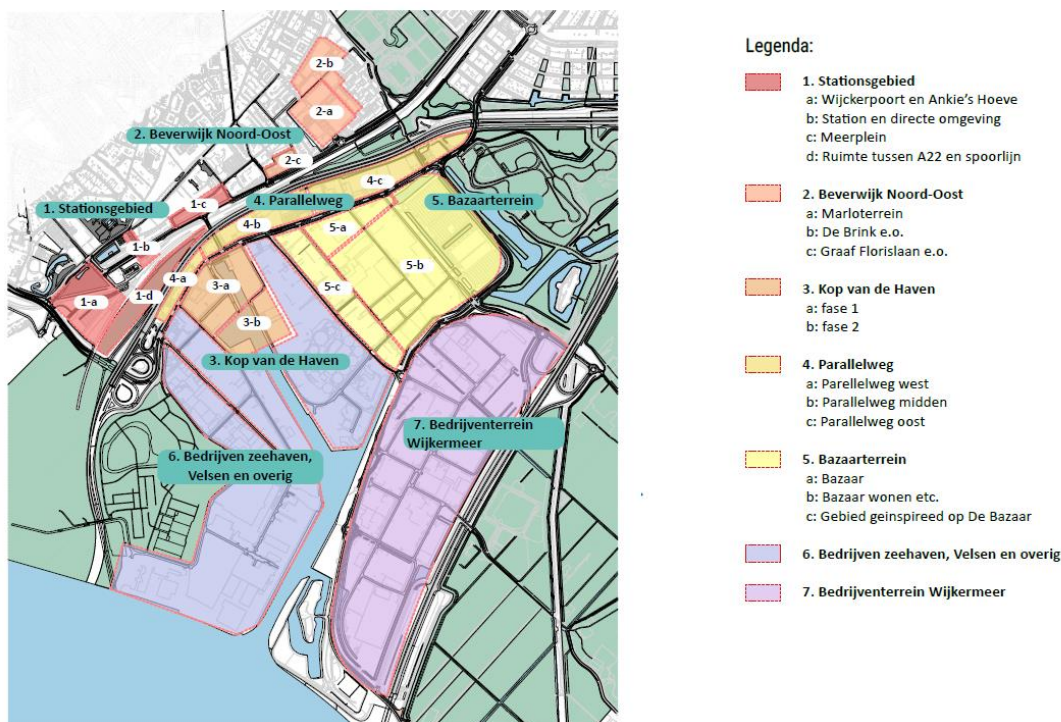 2-b
2-a
2. Beverwijk Noord-Oost
2-c
4-c
1-c
4. Parallelweg
5. Bazaarterrein
1. Stationsgebied
4-b
5-a
1-b
5-b
4-a
3-a
5-c
1-a
1-d
3-b
3. Kop van de Haven
7. Bedrijventerrein
Wijkermeer
6. Bedrijven zeehaven,
Velsen en overig
Legenda:
1. Stationsgebied
a: Wijckerpoort en Ankie's Hoeve
b: Station en directe omgeving
c: Meerplein
d: Ruimte tussen A22 en spoorlijn
2. Beverwijk Noord-Oost
a: Marloterrein
b: De Brink e.o.
c: Graaf Florislaan e.o.
3. Kop van de Haven
a: fase 1
b: fase 2
4. Parallelweg
a: Parellelweg west
b: Parallelweg midden
c: Parallelweg oost
5. Bazaarterrein
a: Bazaar
b: Bazaar wonen etc.
c: Gebied geinspireed op De Bazaar
6. Bedrijven zeehaven, Velsen en overig
7. Bedrijventerrein Wijkermeer